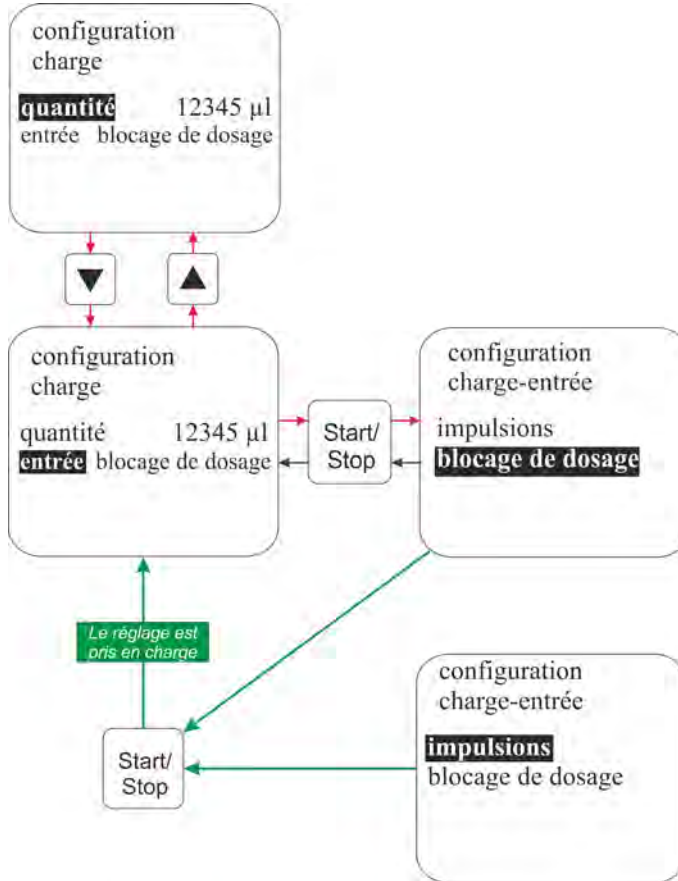 configuration
charge
quantité 12345 µl
entrée blocage de dosage
configuration
charge
quantité 12345 µl
entrée blocage de dosage
Start/
Stop
configuration
charge-entrée
impulsions
blocage de dosage
Le réglage est
pris en charge
Start/
Stop
configuration
charge-entrée
impulsions
blocage de dosage